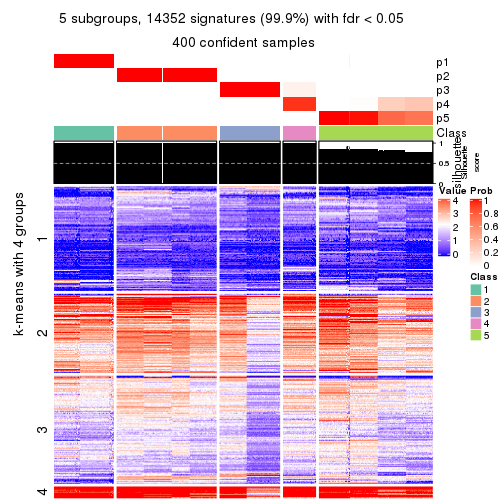 5 subgroups, 14352 signatures (99.9%) with fdr < 0.05
400 confident samples
p1
p2
p3
p4
p5
Class
1
0.5
0
silhouette
Silhouette
score
k-means with 4 groups
1
2
3
4
Value
4
3
2
1
0
Prob
1
0.8
0.6
0.4
0.2
0
Class
1
2
3
4
5